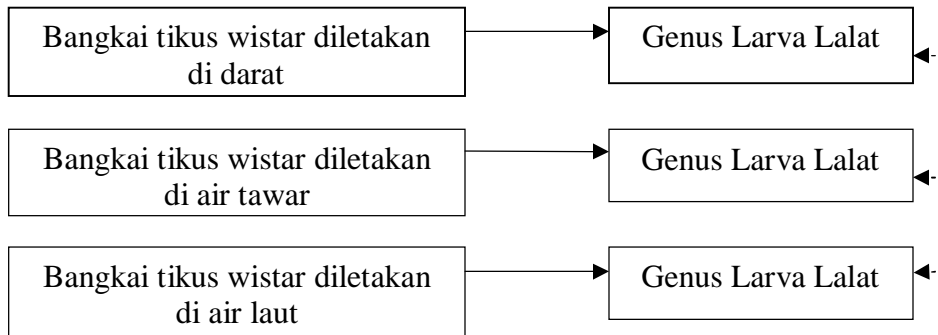 Bangkai tikus wistar diletakan
di darat
Genus Larva Lalat
Bangkai tikus wistar diletakan
di air tawar
Genus Larva Lalat
Bangkai tikus wistar diletakan
di air laut
Genus Larva Lalat